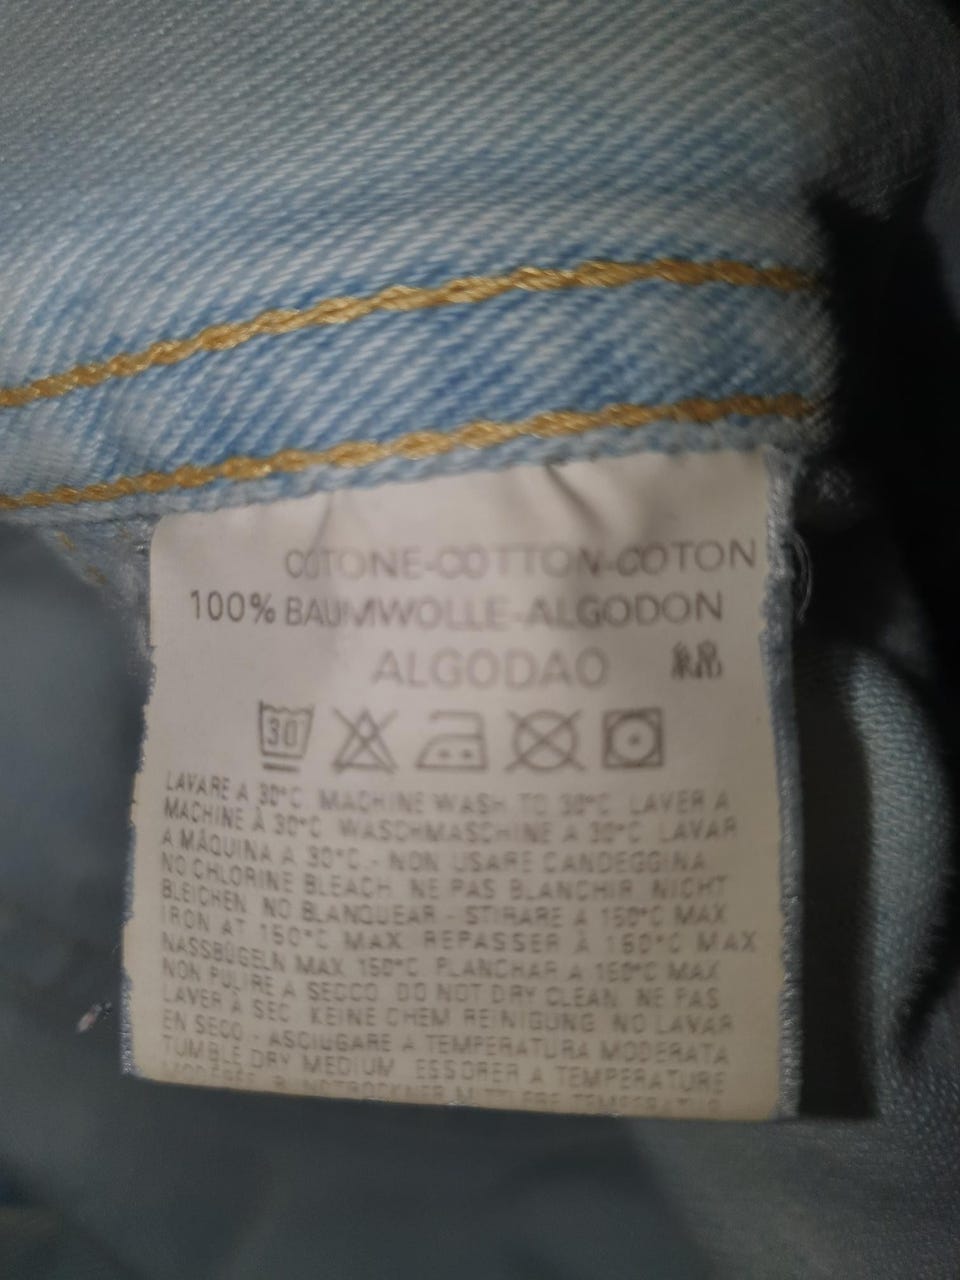 COTONE-COTTON-COTON
100% BAUMWOLLE-ALGODON
ALGODAO 綿
30
LAVARE A 30°C MACHINE WASH TO 30°C LAVER A
MACHINE À 30°C WASCHMASCHINE A 30°C LAVAR
A MÁQUINA A 30°C.- NON USARE CANDEGGINA
NO CHLORINE BLEACH NE PAS BLANCHIR NICHT
BLEICHEN NO BLANQUEAR - STIRARE A 150°C MAX
IRON AT 150°C MAX REPASSER À 150°C MAX
NASSBÜGELN MAX 150°C PLANCHAR A 150°C MAX
NON PULIRE A SECCO DO NOT DRY CLEAN NE PAS
LAVER À SEC KEINE CHEM REINIGUNG NO LAVAR
EN SECO - ASCIUGARE A TEMPERATURA MODERATA
TUMBLE DRY MEDIUM ESSORER A TEMPERATURE
MITTLERE